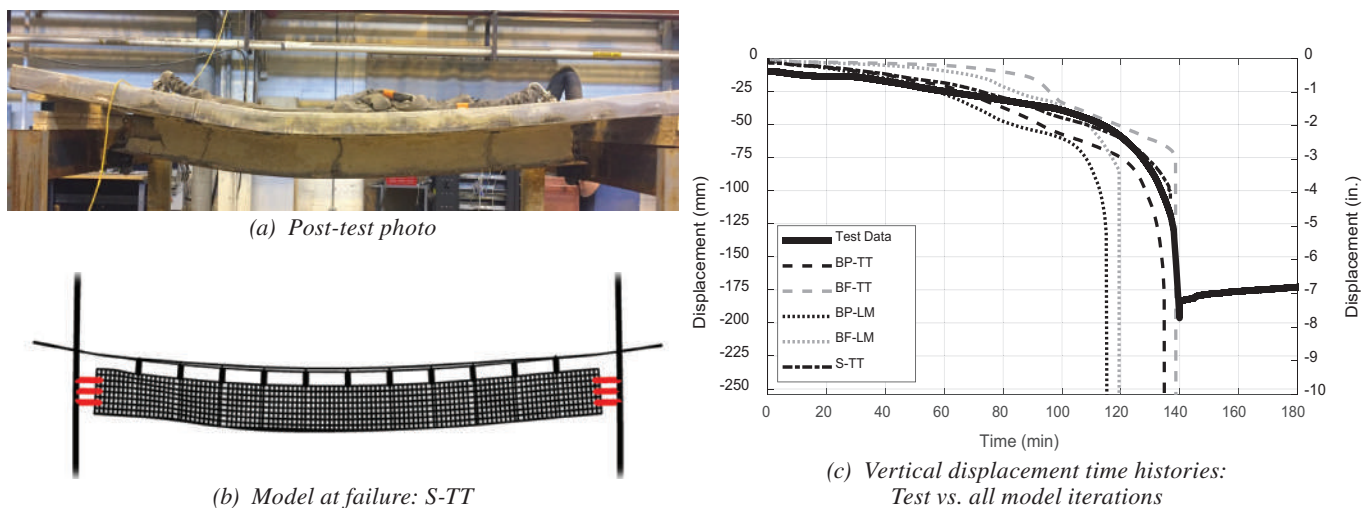 (a) Post-test photo
(b) Model at failure: S-TT
0
-25
-50
-75
-100
-125
-150
-175
-200
-225
-250
Displacement (mm)
Test Data
BP-TT
BF-TT
BP-LM
BF-LM
S-TT
0
-1
-2
-3
-4
-5
-6
-7
-8
-9
-10
Displacement (in.)
0 20 40 60 80 100 120 140 160 180
Time (min)
(c) Vertical displacement time histories:
Test vs. all model iterations